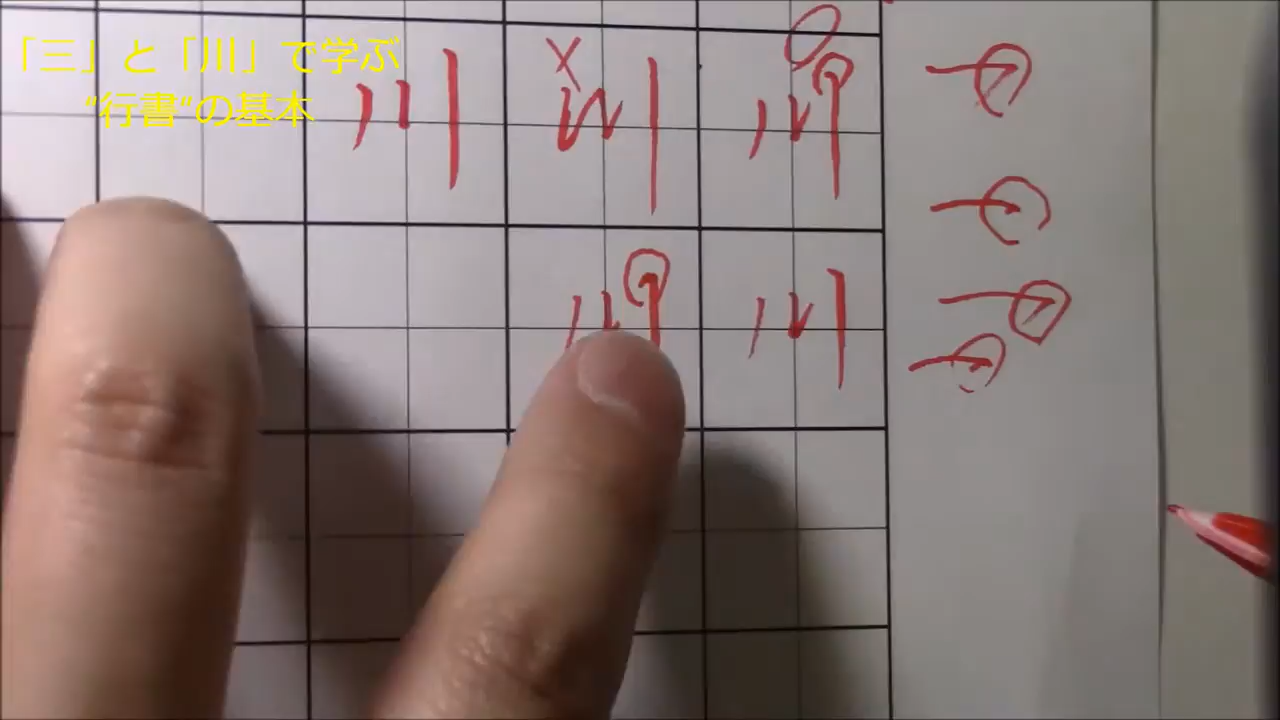 「三」と「川」で学ぶ
“行書”の基本
川 川 川
川 川